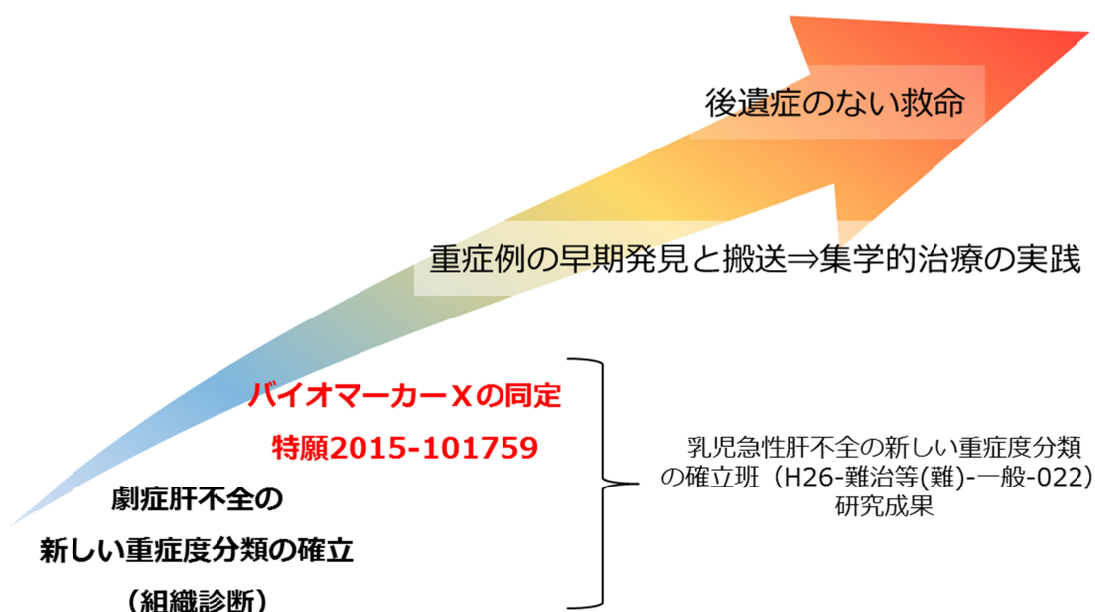 後遺症のない救命
重症例の早期発見と搬送⇒集学的治療の実践
バイオマーカーXの同定
特願2015-101759
劇症肝不全の
新しい重症度分類の確立
（組織診断）
乳児急性肝不全の新しい重症度分類
の確立班（H26-難治等(難)-一般-022）
研究成果